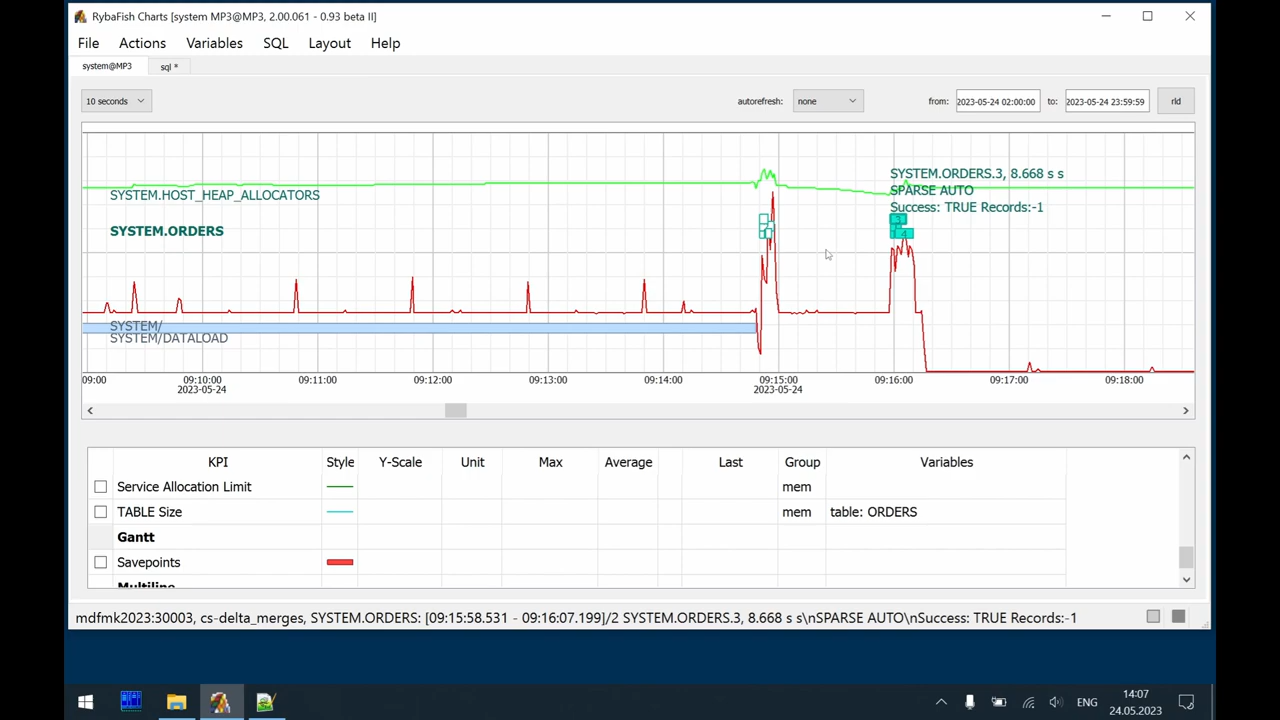 RybaFish Charts [system MP3@MP3, 2.00.061 - 0.93 beta II]
File Actions Variables SQL Layout Help
system@MP3 sql *
10 seconds autorefresh: none from: 2023-05-24 02:00:00 to: 2023-05-24 23:59:59 rld
SYSTEM.ORDERS.3, 8.668 s s
SPARSE AUTO
Success: TRUE Records:-1
SYSTEM.HOST_HEAP_ALLOCATORS
3
SYSTEM.ORDERS
4
SYSTEM/
SYSTEM/DATALOAD
09:00 09:10:00 09:11:00 09:12:00 09:13:00 09:14:00 09:15:00 09:16:00 09:17:00 09:18:00
2023-05-24 2023-05-24
KPI Style Y-Scale Unit Max Average Last Group Variables
Service Allocation Limit mem
TABLE Size mem table: ORDERS
Gantt
Savepoints
Multiline
mdfmk2023:30003, cs-delta_merges, SYSTEM.ORDERS: [09:15:58.531 - 09:16:07.199]/2 SYSTEM.ORDERS.3, 8.668 s s\nSPARSE AUTO\nSuccess: TRUE Records:-1
ENG 14:07
24.05.2023